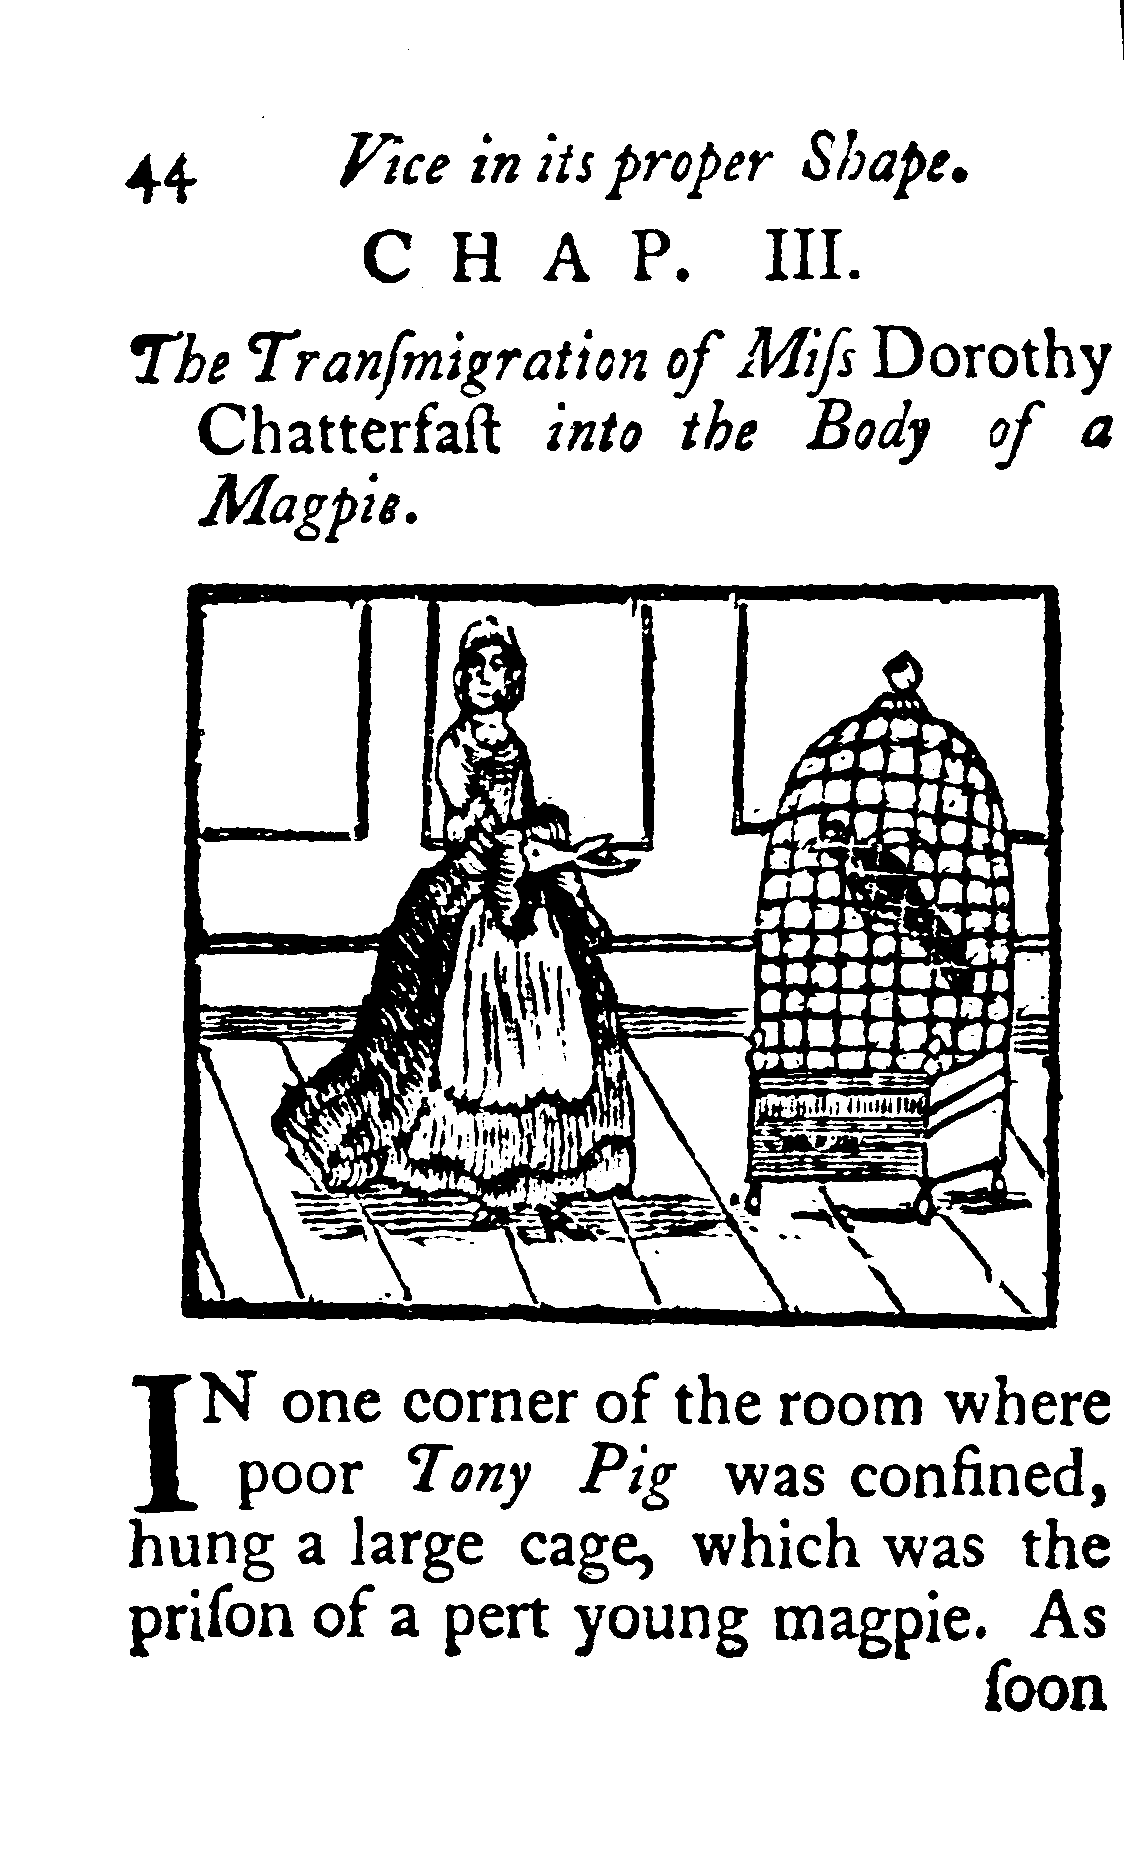 44 Vice in its proper Shape.
C H A P. III.
The Tranſmigration of Miſs Dorothy
Chatterfaſt into the Body of a
Magpie.
IN one corner of the room where
poor Tony Pig was confined,
hung a large cage, which was the
priſon of a pert young magpie. As
ſoon